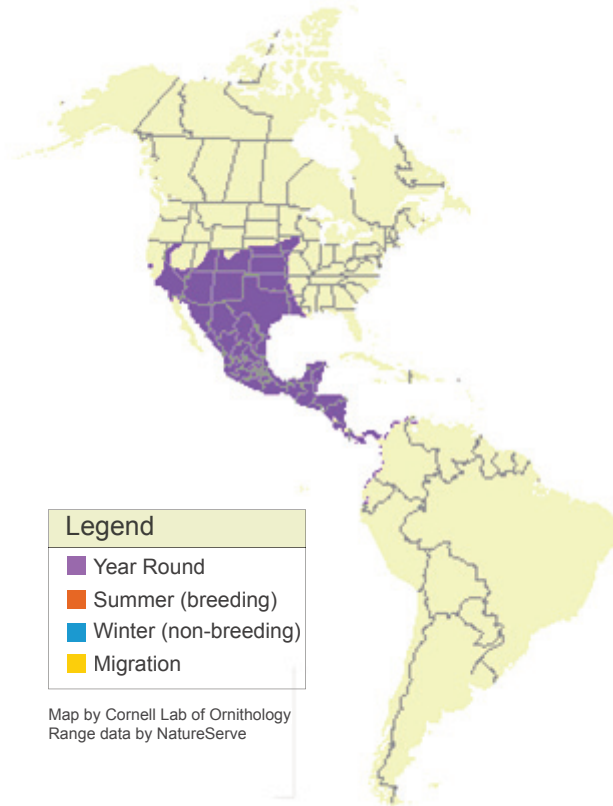 Legend
Year Round
Summer (breeding)
Winter (non-breeding)
Migration
Map by Cornell Lab of Ornithology
Range data by NatureServe